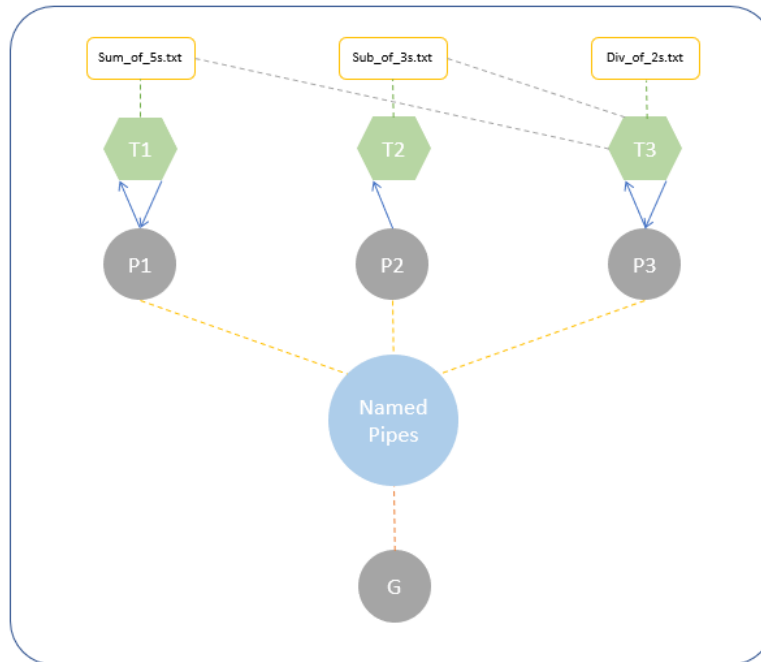 Sum_of_5s.txt
Sub_of_3s.txt
Div_of_2s.txt
T1
T2
T3
P1
P2
P3
Named
Pipes
G